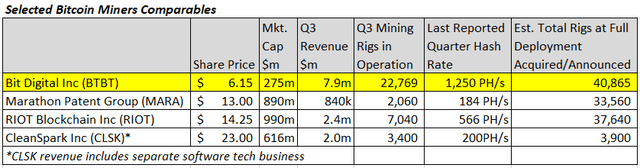 Selected Bitcoin Miners Comparables
Share Price Mkt. Cap $m Q3 Revenue $m Q3 Mining Rigs in Operation Last Reported Quarter Hash Rate Est. Total Rigs at Full Deployment Acquired/Announced
Bit Digital Inc (BTBT) $ 6.15 275m 7.9m 22,769 1,250 PH/s 40,865
Marathon Patent Group (MARA) $ 13.00 890m 840k 2,060 184 PH/s 33,560
RIOT Blockchain Inc (RIOT) $ 14.25 990m 2.4m 7,040 566 PH/s 37,640
CleanSpark Inc (CLSK)* $ 23.00 616m 2.0m 3,400 200PH/s 3,900
*CLSK revenue includes separate software tech business